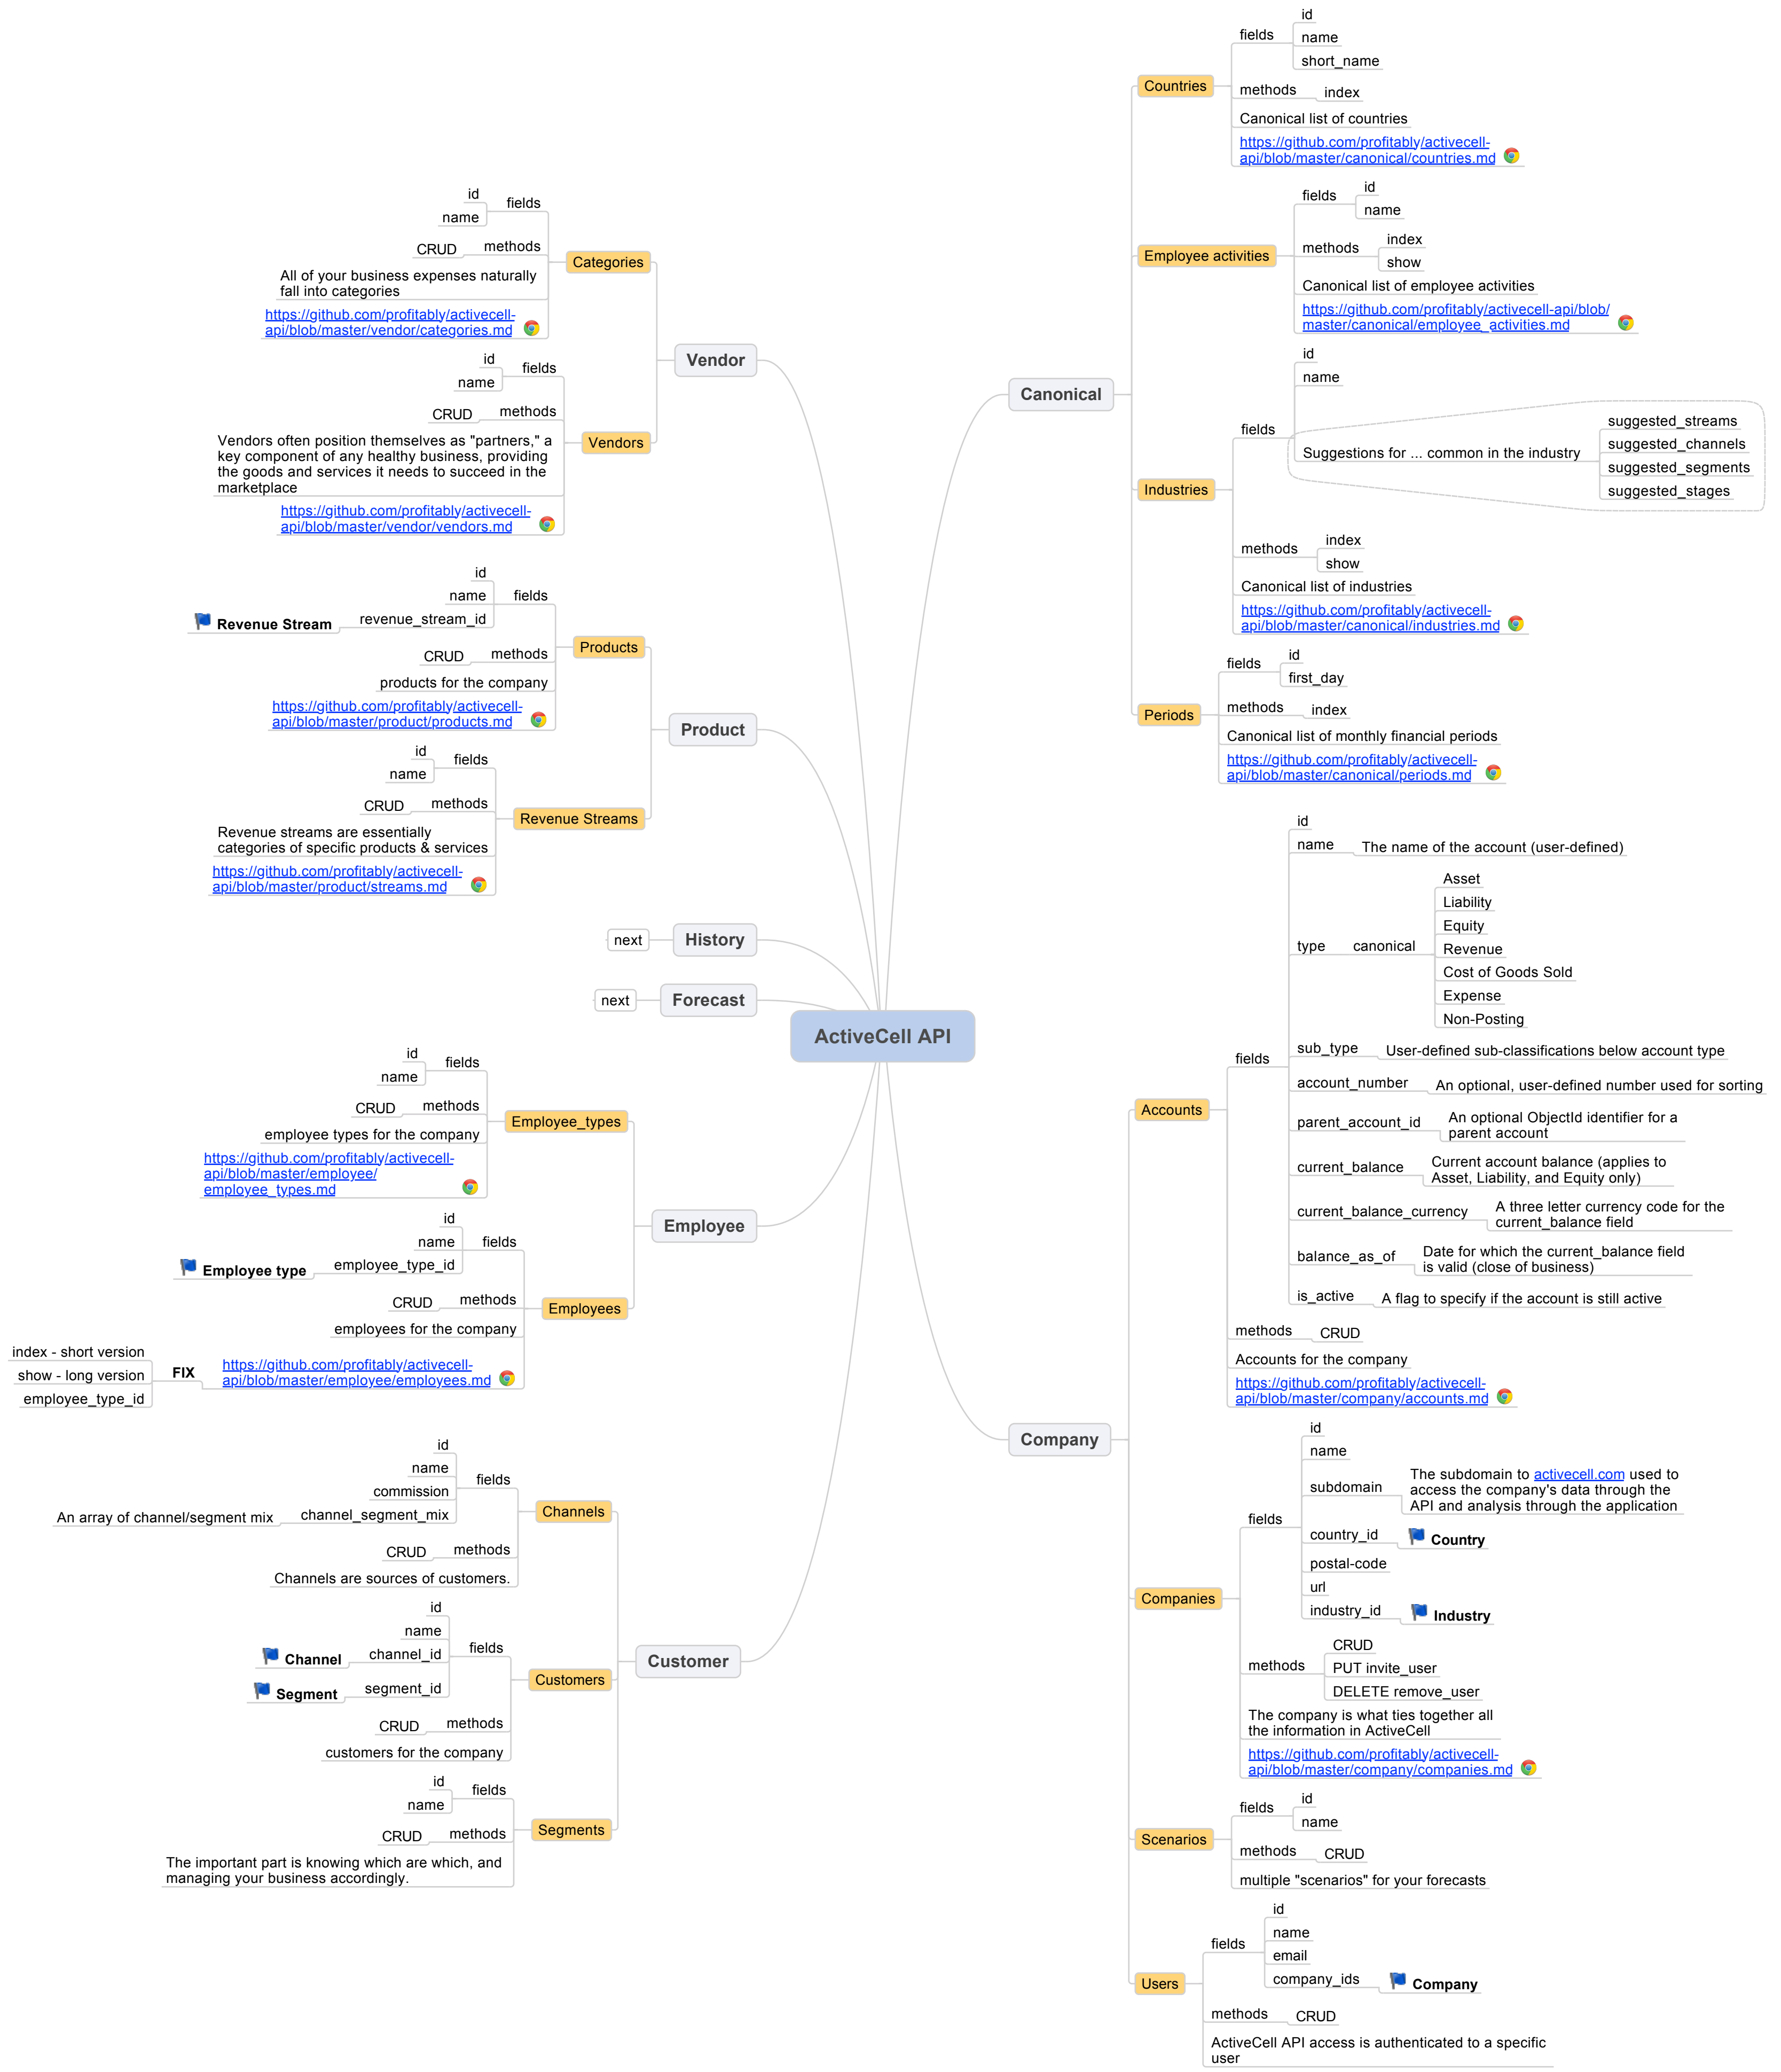 ActiveCell API
Canonical
Countries
fields
id
name
short_name
methods
index
Canonical list of countries
https://github.com/profitably/activecell-
api/blob/master/canonical/countries.md
Employee activities
fields
id
name
methods
index
show
Canonical list of employee activities
https://github.com/profitably/activecell-api/blob/
master/canonical/employee_activities.md
Industries
fields
id
name
Suggestions for ... common in the industry
suggested_streams
suggested_channels
suggested_segments
suggested_stages
methods
index
show
Canonical list of industries
https://github.com/profitably/activecell-
api/blob/master/canonical/industries.md
Periods
fields
id
first_day
methods
index
Canonical list of monthly financial periods
https://github.com/profitably/activecell-
api/blob/master/canonical/periods.md
Company
Accounts
fields
id
name
The name of the account (user-defined)
type
canonical
Asset
Liability
Equity
Revenue
Cost of Goods Sold
Expense
Non-Posting
sub_type
User-defined sub-classifications below account type
account_number
An optional, user-defined number used for sorting
parent_account_id
An optional ObjectId identifier for a
parent account
current_balance
Current account balance (applies to
Asset, Liability, and Equity only)
current_balance_currency
A three letter currency code for the
current_balance field
balance_as_of
Date for which the current_balance field
is valid (close of business)
is_active
A flag to specify if the account is still active
methods
CRUD
Accounts for the company
https://github.com/profitably/activecell-
api/blob/master/company/accounts.md
Companies
fields
id
name
subdomain
The subdomain to activecell.com used to
access the company's data through the
API and analysis through the application
country_id
Country
postal-code
url
industry_id
Industry
methods
CRUD
PUT invite_user
DELETE remove_user
The company is what ties together all
the information in ActiveCell
https://github.com/profitably/activecell-
api/blob/master/company/companies.md
Scenarios
fields
id
name
methods
CRUD
multiple "scenarios" for your forecasts
Users
fields
id
name
email
company_ids
Company
methods
CRUD
ActiveCell API access is authenticated to a specific
user
Vendor
Categories
fields
id
name
methods
CRUD
All of your business expenses naturally
fall into categories
https://github.com/profitably/activecell-
api/blob/master/vendor/categories.md
Vendors
fields
id
name
methods
CRUD
Vendors often position themselves as "partners," a
key component of any healthy business, providing
the goods and services it needs to succeed in the
marketplace
https://github.com/profitably/activecell-
api/blob/master/vendor/vendors.md
Product
Products
fields
id
name
revenue_stream_id
Revenue Stream
methods
CRUD
products for the company
https://github.com/profitably/activecell-
api/blob/master/product/products.md
Revenue Streams
fields
id
name
methods
CRUD
Revenue streams are essentially
categories of specific products & services
https://github.com/profitably/activecell-
api/blob/master/product/streams.md
History
next
Forecast
next
Employee
Employee_types
fields
id
name
methods
CRUD
employee types for the company
https://github.com/profitably/activecell-
api/blob/master/employee/
employee_types.md
Employees
fields
id
name
employee_type_id
Employee type
methods
CRUD
employees for the company
https://github.com/profitably/activecell-
api/blob/master/employee/employees.md
FIX
index - short version
show - long version
employee_type_id
Customer
Channels
fields
id
name
commission
channel_segment_mix
An array of channel/segment mix
methods
CRUD
Channels are sources of customers.
Customers
fields
id
name
channel_id
Channel
segment_id
Segment
methods
CRUD
customers for the company
Segments
fields
id
name
methods
CRUD
The important part is knowing which are which, and
managing your business accordingly.